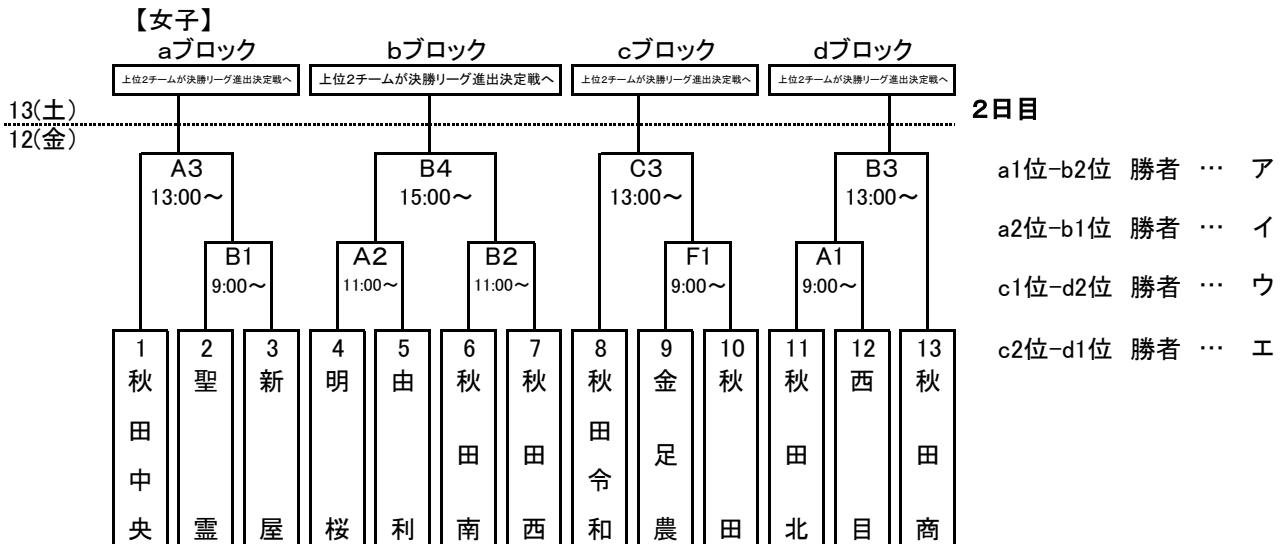 【女子】
aブロック bブロック cブロック dブロック
上位2チームが決勝リーグ進出決定戦へ 上位2チームが決勝リーグ進出決定戦へ 上位2チームが決勝リーグ進出決定戦へ 上位2チームが決勝リーグ進出決定戦へ
13(土) 2日目
12(金)
A3 B4 C3 B3 a1位-b2位 勝者 … ア
13:00～ 15:00～ 13:00～ 13:00～
a2位-b1位 勝者 … イ
B1 A2 B2 F1 A1
9:00～ 11:00～ 11:00～ 9:00～ 9:00～ c1位-d2位 勝者 … ウ
c2位-d1位 勝者 … エ
1 2 3 4 5 6 7 8 9 10 11 12 13
秋田中央
聖霊
新屋
明桜
由利
秋田南
秋田西
秋田令和
金足農
秋田
秋田北
西目
秋田商